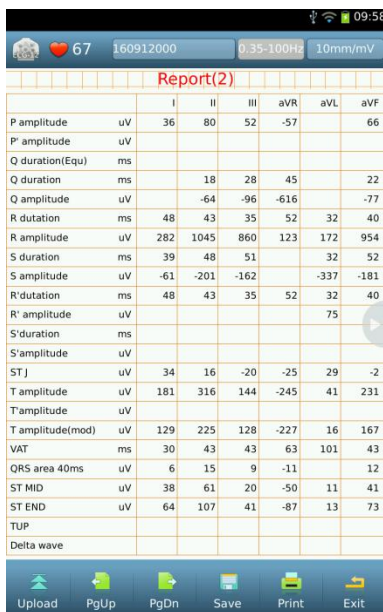 09:58
67 160912000 0.35-100Hz 10mm/mV
Report(2)
I II III aVR aVL aVF
P amplitude uV 36 80 52 -57 66
P' amplitude uV
Q duration(Equ) ms
Q duration ms 18 28 45 22
Q amplitude uV -64 -96 -616 -77
R dutation ms 48 43 35 52 32 40
R amplitude uV 282 1045 860 123 172 954
S duration ms 39 48 51 32 52
S amplitude uV -61 -201 -162 -337 -181
R'dutation ms 48 43 35 52 32 40
R' amplitude uV 75
S'duration ms
S'amplitude uV
ST J uV 34 16 -20 -25 29 -2
T amplitude uV 181 316 144 -245 41 231
T'amplitude uV
T amplitude(mod) uV 129 225 128 -227 16 167
VAT ms 30 43 43 63 101 43
QRS area 40ms uV 6 15 9 -11 12
ST MID uV 38 61 20 -50 11 41
ST END uV 64 107 41 -87 13 73
TUP
Delta wave
Upload PgUp PgDn Save Print Exit